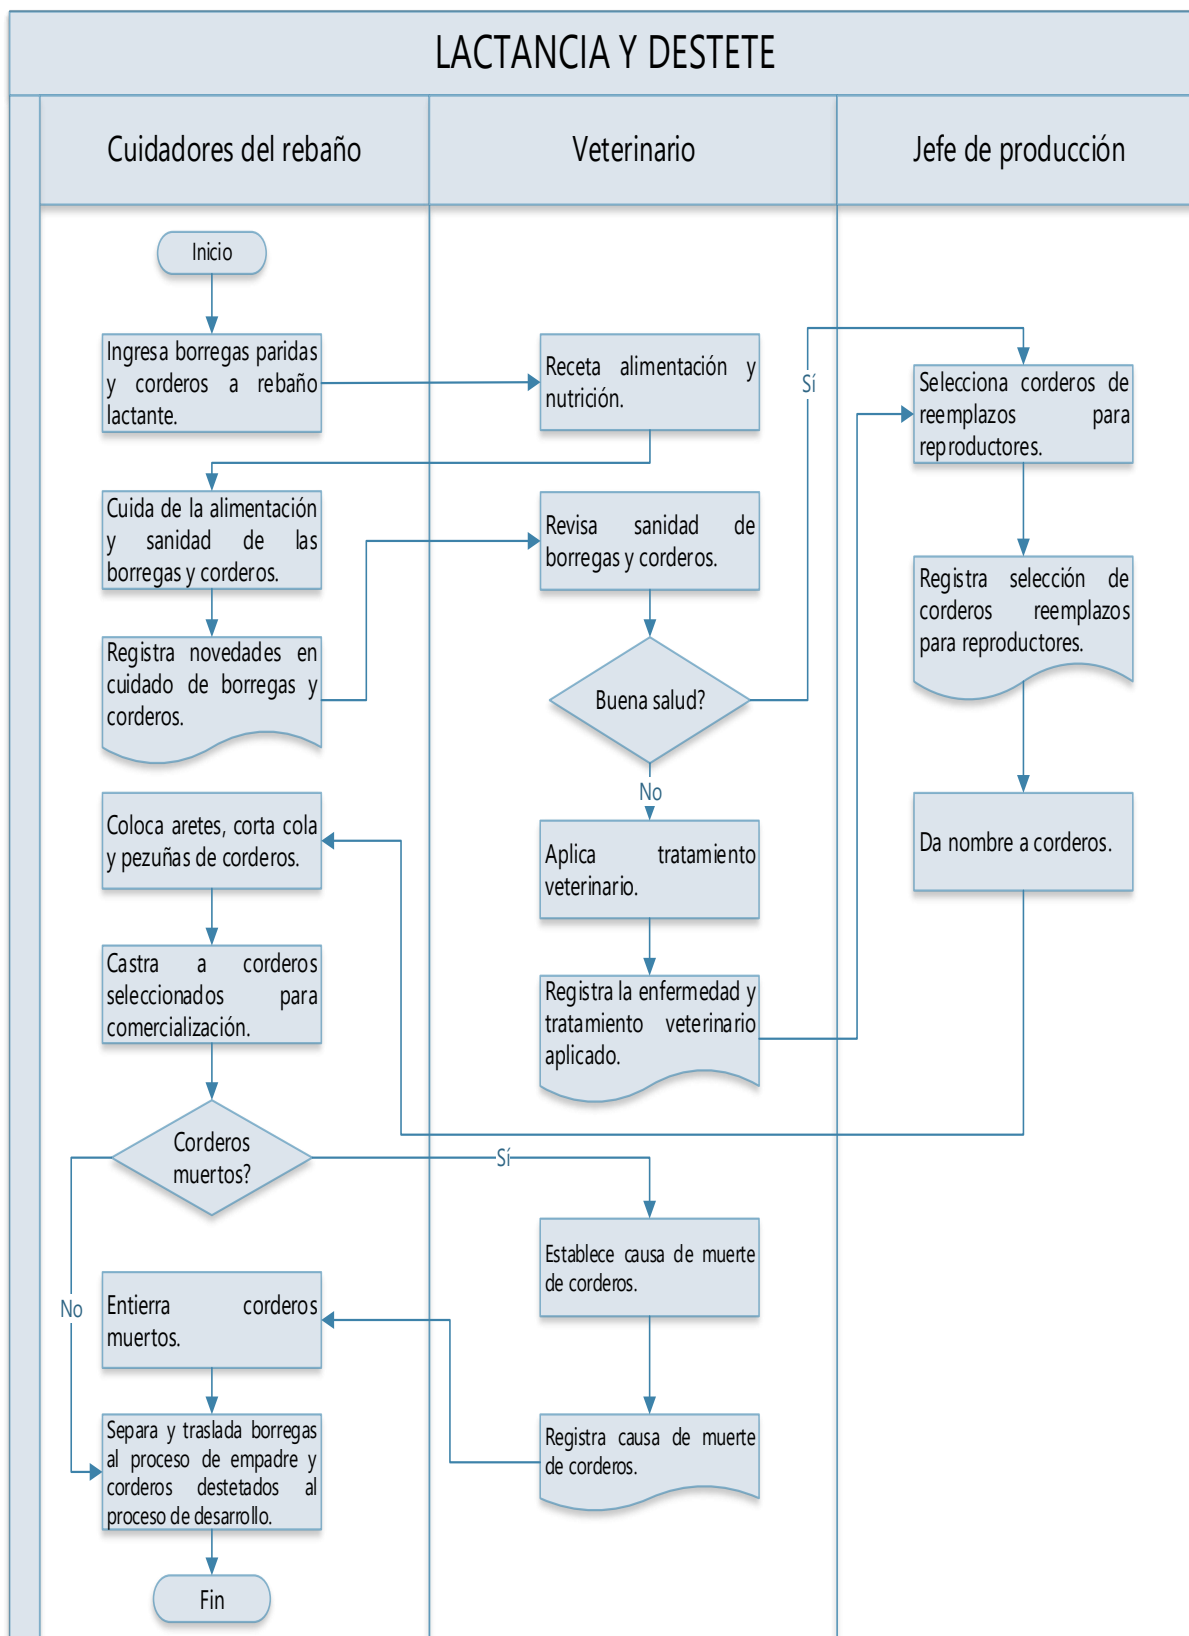 LACTANCIA Y DESTETE
Cuidadores del rebaño
Veterinario
Jefe de producción
Inicio
Ingresa borregas paridas
y corderos a rebaño
lactante.
Receta alimentación y
nutrición.
Sí
Selecciona corderos de
reemplazos para
reproductores.
Cuida de la alimentación
y sanidad de las
borregas y corderos.
Revisa sanidad de
borregas y corderos.
Registra selección de
corderos reemplazos
para reproductores.
Registra novedades en
cuidado de borregas y
corderos.
Buena salud?
No
Coloca aretes, corta cola
y pezuñas de corderos.
Aplica tratamiento
veterinario.
Da nombre a corderos.
Castra a corderos
seleccionados para
comercialización.
Registra la enfermedad y
tratamiento veterinario
aplicado.
Corderos
muertos?
Sí
Establece causa de muerte
de corderos.
No
Entierra corderos
muertos.
Separa y traslada borregas
al proceso de empadre y
corderos destetados al
proceso de desarrollo.
Registra causa de muerte
de corderos.
Fin